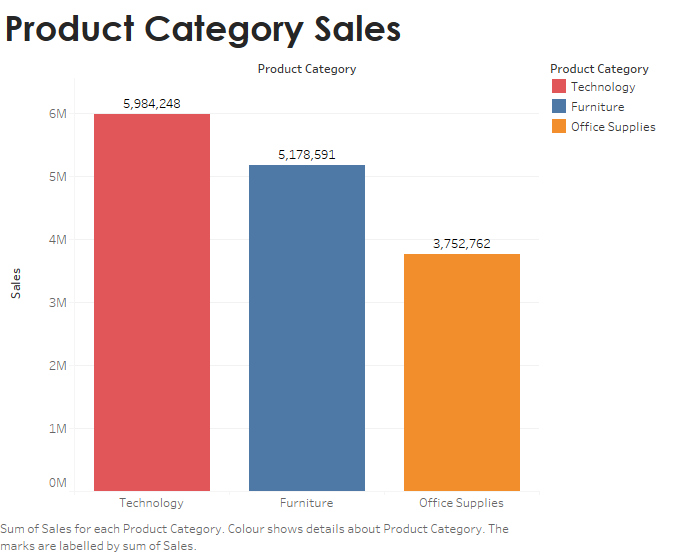 Product Category Sales
Product Category
Product Category
Technology
Furniture
Office Supplies
5,984,248
5,178,591
3,752,762
6M
5M
4M
3M
2M
1M
0M
Sales
Technology Furniture Office Supplies
Sum of Sales for each Product Category. Colour shows details about Product Category. The
marks are labelled by sum of Sales.